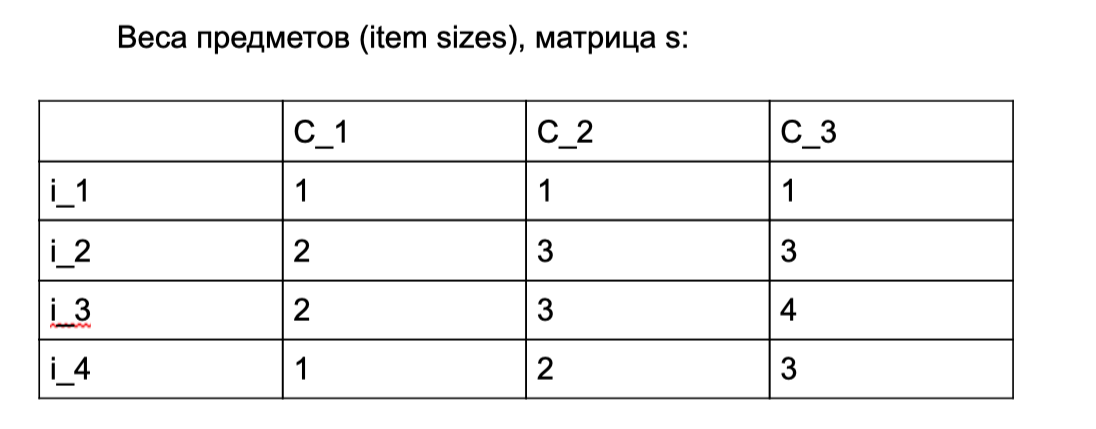 Веса предметов (item sizes), матрица s:
C_1 C_2 C_3
i_1 1 1 1
i_2 2 3 3
i_3 2 3 4
i_4 1 2 3